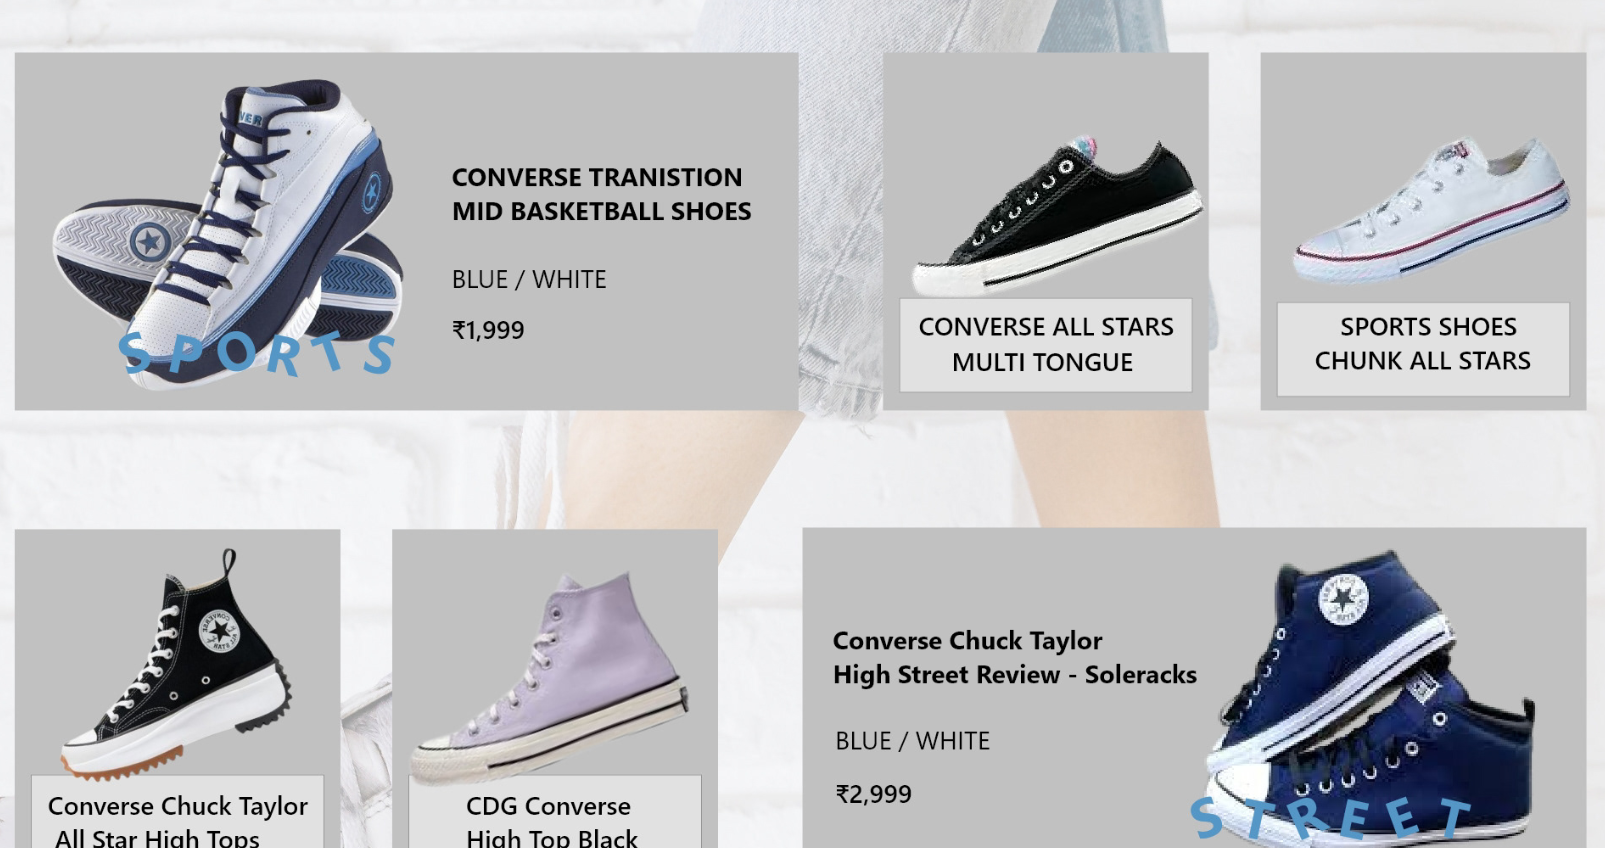 CONVERSE TRANISTION
MID BASKETBALL SHOES
BLUE / WHITE
₹1,999
SPORTS
CONVERSE ALL STARS
MULTI TONGUE
SPORTS SHOES
CHUNK ALL STARS
Converse Chuck Taylor
All Star High Tops
CDG Converse
High Top Black
Converse Chuck Taylor
High Street Review - Soleracks
BLUE / WHITE
₹2,999
STREET